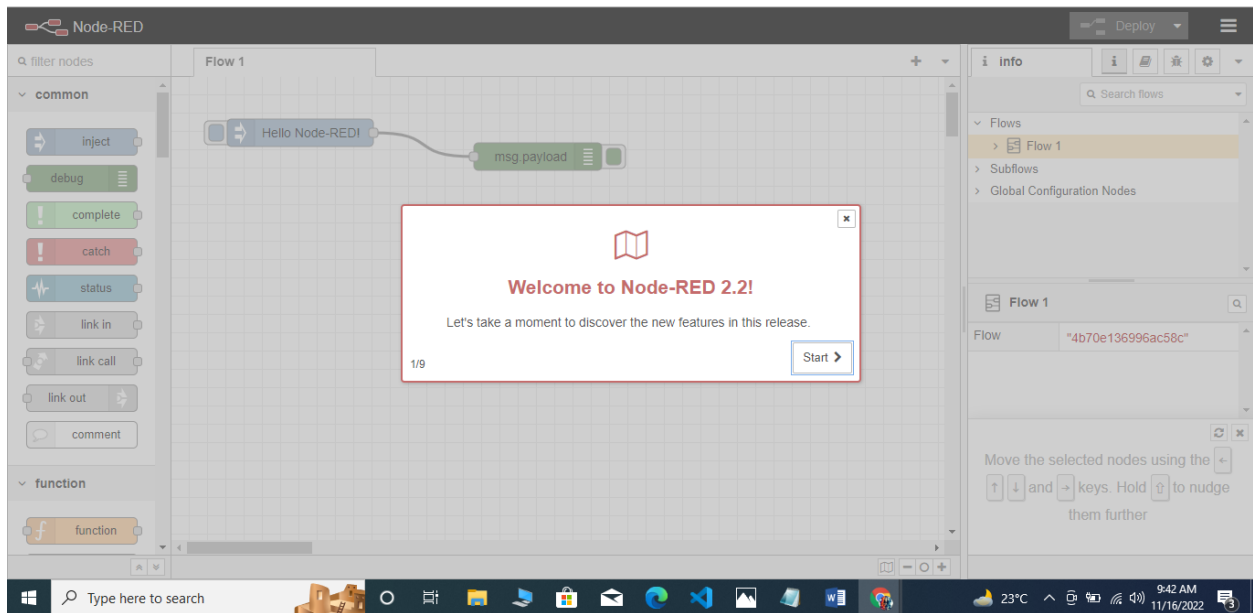 Node-RED
Deploy
filter nodes
Flow 1
i info
i
Search flows
common
inject
debug
complete
catch
status
link in
link call
link out
comment
function
function
Hello Node-RED!
msg.payload
Welcome to Node-RED 2.2!
Let's take a moment to discover the new features in this release.
1/9
Start
Flows
Flow 1
Subflows
Global Configuration Nodes
Flow 1
Flow "4b70e136996ac58c"
Move the selected nodes using the ←
↑ ↓ and → keys. Hold ⇧ to nudge
them further
Type here to search
23°C
9:42 AM
11/16/2022
3